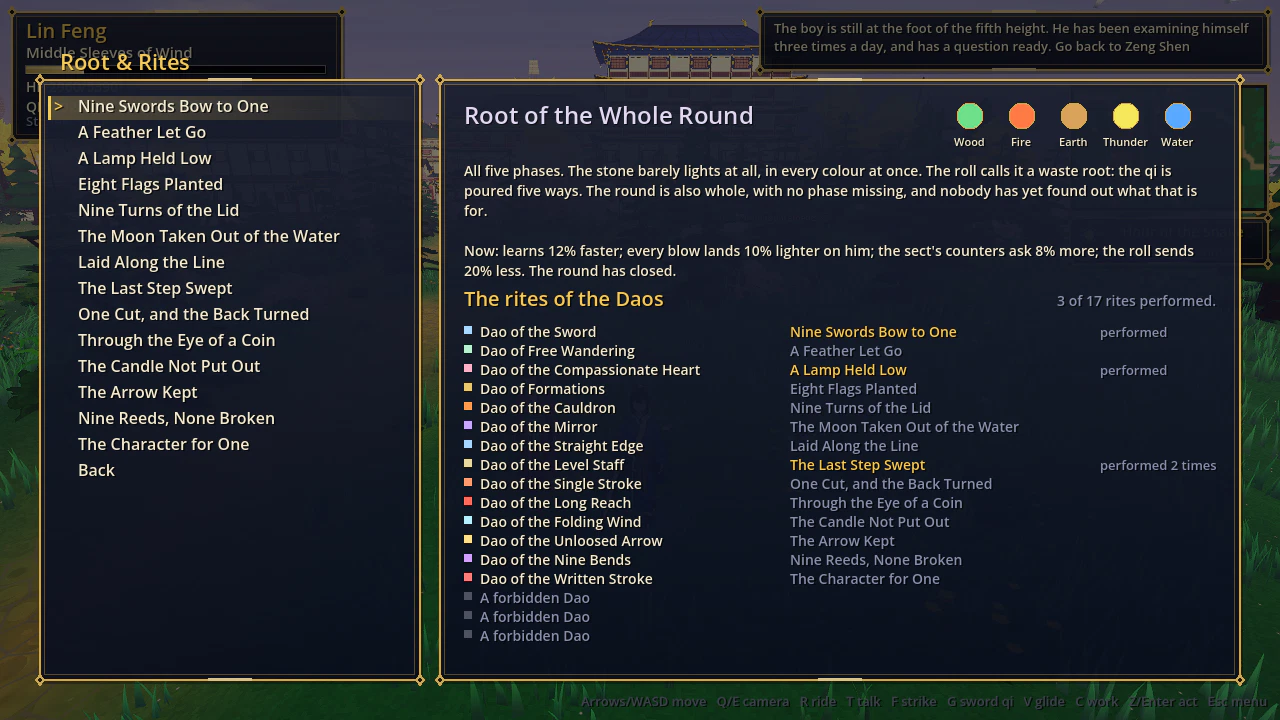 Lin Feng
Middle Sleeves of Wind
Root & Rites
The boy is still at the foot of the fifth height. He has been examining himself
three times a day, and has a question ready. Go back to Zeng Shen
> Nine Swords Bow to One
A Feather Let Go
A Lamp Held Low
Eight Flags Planted
Nine Turns of the Lid
The Moon Taken Out of the Water
Laid Along the Line
The Last Step Swept
One Cut, and the Back Turned
Through the Eye of a Coin
The Candle Not Put Out
The Arrow Kept
Nine Reeds, None Broken
The Character for One
Back
Root of the Whole Round
Wood Fire Earth Thunder Water
All five phases. The stone barely lights at all, in every colour at once. The roll calls it a waste root: the qi is
poured five ways. The round is also whole, with no phase missing, and nobody has yet found out what that is
for.
Now: learns 12% faster; every blow lands 10% lighter on him; the sect's counters ask 8% more; the roll sends
20% less. The round has closed.
The rites of the Daos 3 of 17 rites performed.
Dao of the Sword Nine Swords Bow to One performed
Dao of Free Wandering A Feather Let Go
Dao of the Compassionate Heart A Lamp Held Low performed
Dao of Formations Eight Flags Planted
Dao of the Cauldron Nine Turns of the Lid
Dao of the Mirror The Moon Taken Out of the Water
Dao of the Straight Edge Laid Along the Line
Dao of the Level Staff The Last Step Swept performed 2 times
Dao of the Single Stroke One Cut, and the Back Turned
Dao of the Long Reach Through the Eye of a Coin
Dao of the Folding Wind The Candle Not Put Out
Dao of the Unloosed Arrow The Arrow Kept
Dao of the Nine Bends Nine Reeds, None Broken
Dao of the Written Stroke The Character for One
A forbidden Dao
A forbidden Dao
A forbidden Dao
Arrows/WASD move Q/E camera R ride T talk F strike G sword qi V glide C work Z/Enter act Esc menu